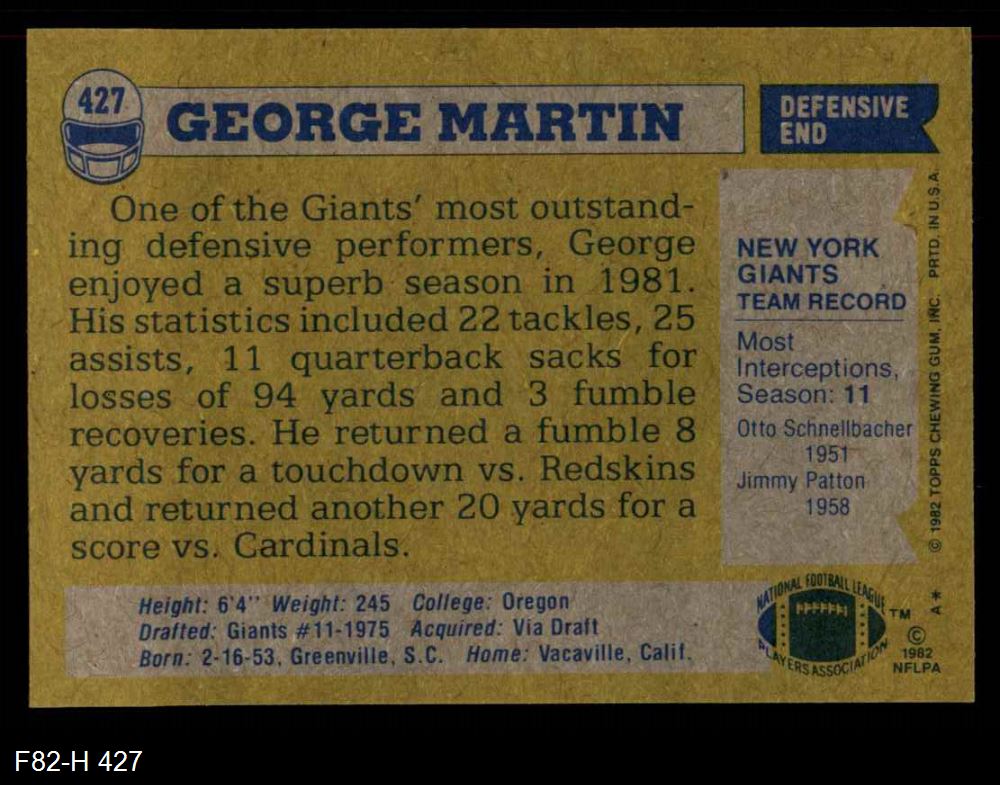 427
GEORGE MARTIN
DEFENSIVE
END
One of the Giants' most outstand-
ing defensive performers, George
enjoyed a superb season in 1981.
His statistics included 22 tackles, 25
assists, 11 quarterback sacks for
losses of 94 yards and 3 fumble
recoveries. He returned a fumble 8
yards for a touchdown vs. Redskins
and returned another 20 yards for a
score vs. Cardinals.
NEW YORK
GIANTS
TEAM RECORD
Most
Interceptions,
Season: 11
Otto Schnellbacher
1951
Jimmy Patton
1958
© 1982 TOPPS CHEWING GUM, INC. PRTD. IN U.S.A.
Height: 6'4" Weight: 245 College: Oregon
Drafted: Giants #11-1975 Acquired: Via Draft
Born: 2-16-53, Greenville, S.C. Home: Vacaville, Calif.
NATIONAL FOOTBALL LEAGUE
PLAYERS ASSOCIATION
TM
A *
©
1982
NFLPA
F82-H 427